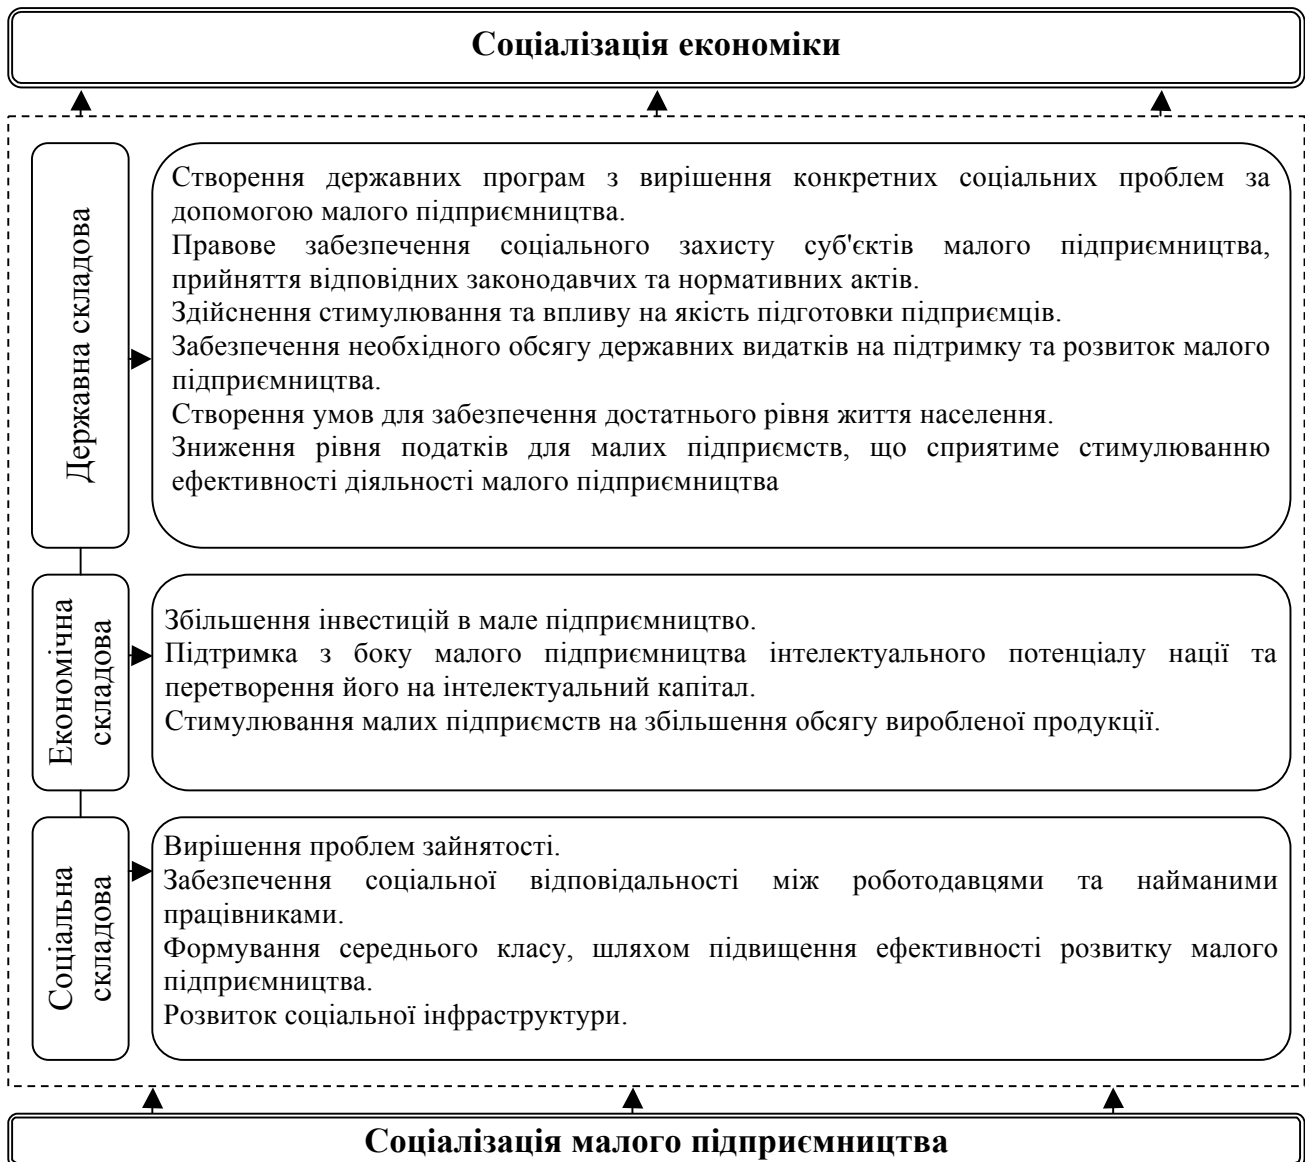 Соціалізація економіки
Державна складова
Створення державних програм з вирішення конкретних соціальних проблем за
допомогою малого підприємництва.
Правове забезпечення соціального захисту суб'єктів малого підприємництва,
прийняття відповідних законодавчих та нормативних актів.
Здійснення стимулювання та впливу на якість підготовки підприємців.
Забезпечення необхідного обсягу державних видатків на підтримку та розвиток малого
підприємництва.
Створення умов для забезпечення достатнього рівня життя населення.
Зниження рівня податків для малих підприємств, що сприятиме стимулюванню
ефективності діяльності малого підприємництва
Економічна
складова
Збільшення інвестицій в мале підприємництво.
Підтримка з боку малого підприємництва інтелектуального потенціалу нації та
перетворення його на інтелектуальний капітал.
Стимулювання малих підприємств на збільшення обсягу виробленої продукції.
Соціальна
складова
Вирішення проблем зайнятості.
Забезпечення соціальної відповідальності між роботодавцями та найманими
працівниками.
Формування середнього класу, шляхом підвищення ефективності розвитку малого
підприємництва.
Розвиток соціальної інфраструктури.
Соціалізація малого підприємництва